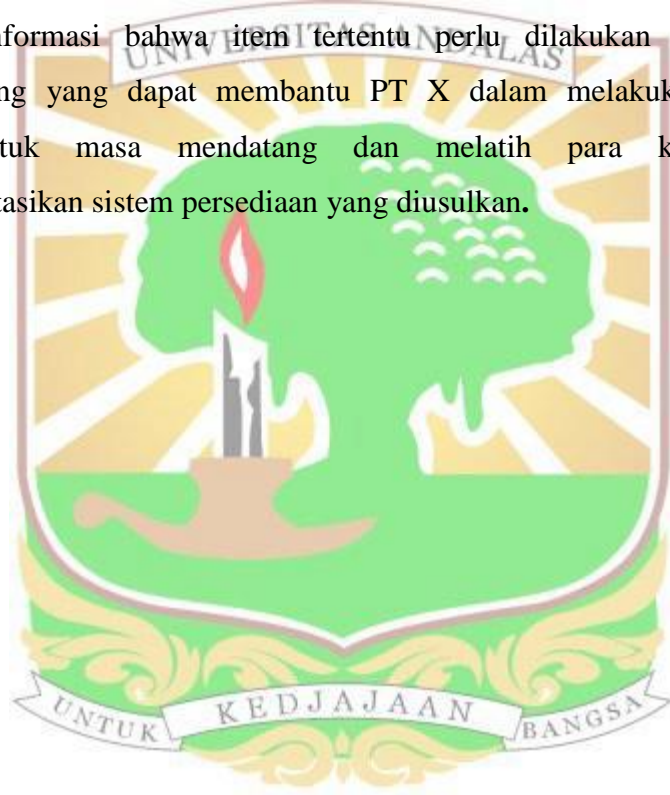 nformasi bahwa item tertentu perlu dilakukan
UNIVERSITAS ANDALAS
ng yang dapat membantu PT X dalam melakuk
tuk masa mendatang dan melatih para k
tasikan sistem persediaan yang diusulkan.
UNTUK KEDJAJAAN BANGSA